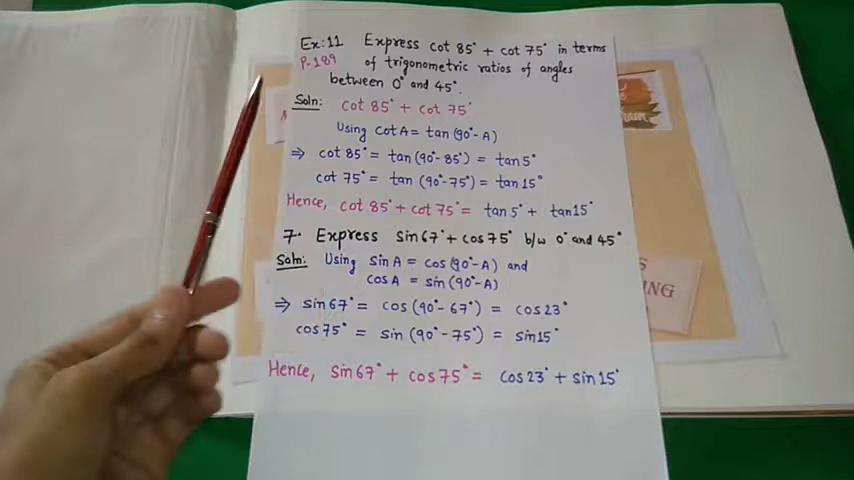 Ex:11 Express cot 85° + cot 75° in terms
P-189 of trigonometric ratios of angles
between 0° and 45°.
Soln: cot 85° + cot 75°
Using cot A = tan (90°-A)
⇒ cot 85° = tan (90°-85°) = tan 5°
cot 75° = tan (90°-75°) = tan 15°
Hence, cot 85° + cot 75° = tan 5° + tan 15°
7. Express sin 67° + cos 75° b/w 0° and 45°
Soln: Using sin A = cos (90°-A) and
cos A = sin (90°-A)
⇒ sin 67° = cos (90°-67°) = cos 23°
cos 75° = sin (90°-75°) = sin 15°
Hence, sin 67° + cos 75° = cos 23° + sin 15°